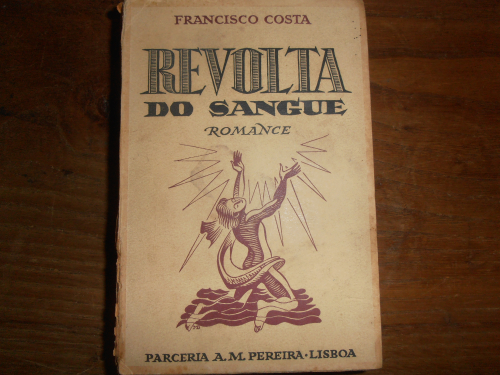 FRANCISCO COSTA
REVOLTA
DO SANGUE
ROMANCE
PARCERIA A. M. PEREIRA · LISBOA